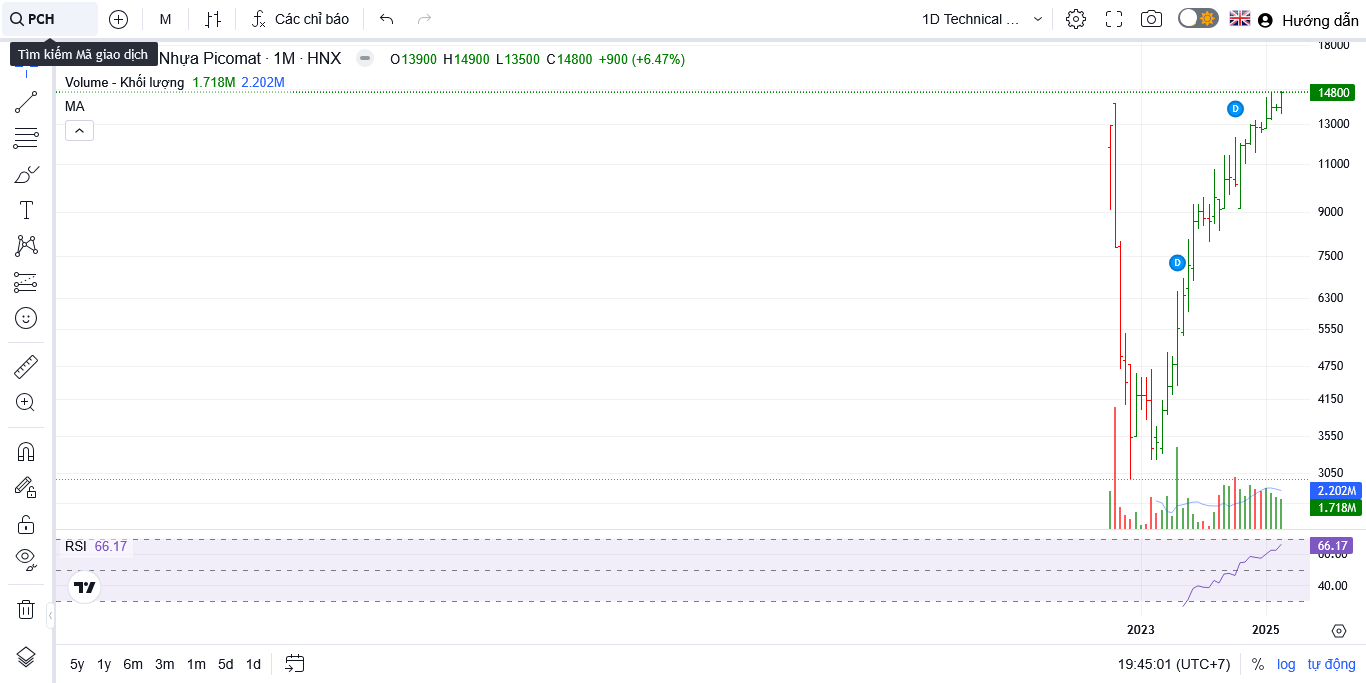 PCH
M
Các chỉ báo
1D Technical ...
Hướng dẫn
Tìm kiếm Mã giao dịch
Nhựa Picomat · 1M · HNX
O13900 H14900 L13500 C14800 +900 (+6.47%)
Volume - Khối lượng 1.718M 2.202M
MA
18000
14800
13000
11000
9000
7500
6300
5550
4750
4150
3550
3050
2.202M
1.718M
D
D
RSI 66.17
66.17
60.00
40.00
2023
2025
5y 1y 6m 3m 1m 5d 1d
19:45:01 (UTC+7)
% log tự động